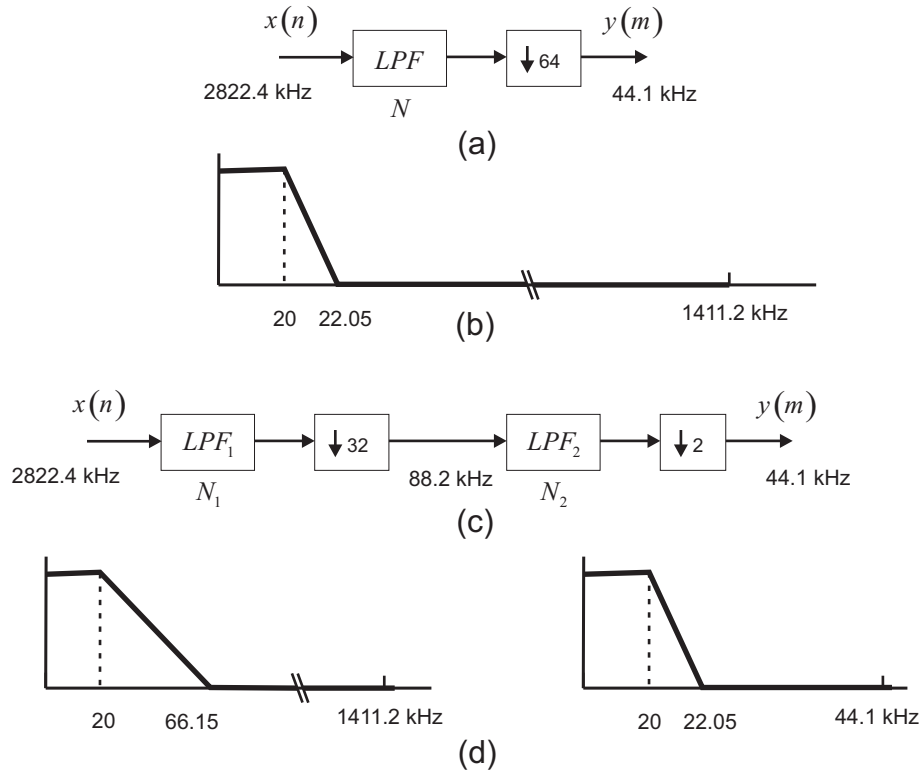 x(n) y(m)
LPF ↓ 64
2822.4 kHz 44.1 kHz
N
(a)
20 22.05 1411.2 kHz
(b)
x(n) y(m)
LPF₁ ↓ 32 LPF₂ ↓ 2
2822.4 kHz 88.2 kHz 44.1 kHz
N₁ N₂
(c)
20 66.15 1411.2 kHz 20 22.05 44.1 kHz
(d)